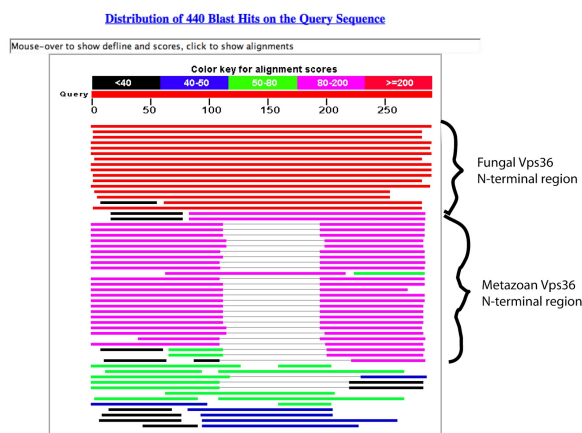 Distribution of 440 Blast Hits on the Query Sequence
Mouse-over to show defline and scores, click to show alignments
Color key for alignment scores
<40 40-50 50-80 80-200 >=200
Query
0 50 100 150 200 250
Fungal Vps36
N-terminal region
Metazoan Vps36
N-terminal region